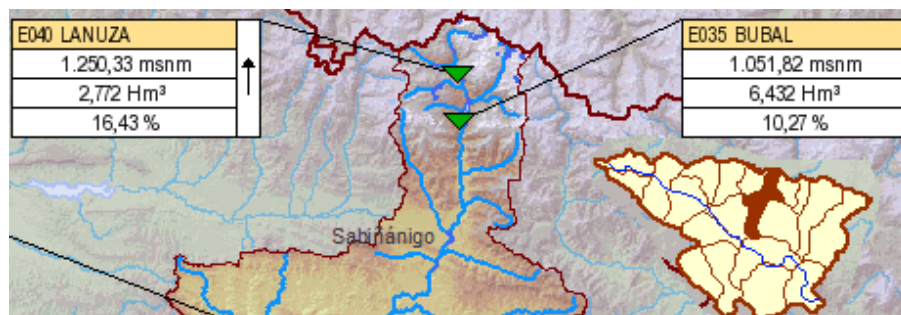 E040 LANUZA
1.250,33 msnm
2,772 Hm³
16,43 %
E035 BUBAL
1.051,82 msnm
6,432 Hm³
10,27 %
Sabiñánigo